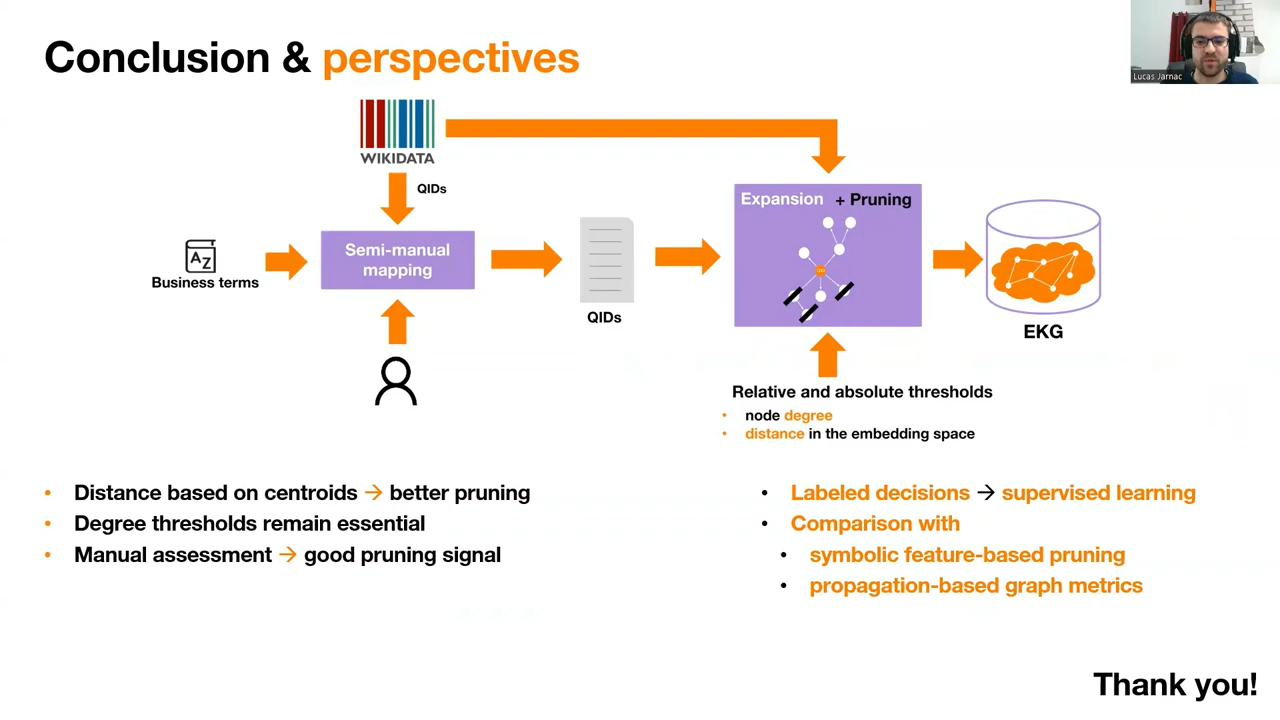 Conclusion & perspectives
Lucas Jarnac
WIKIDATA
QIDs
Expansion + Pruning
AZ
Business terms
Semi-manual
mapping
QIDs
EKG
Relative and absolute thresholds
• node degree
• distance in the embedding space
• Distance based on centroids → better pruning
• Degree thresholds remain essential
• Manual assessment → good pruning signal
• Labeled decisions → supervised learning
• Comparison with
• symbolic feature-based pruning
• propagation-based graph metrics
Thank you!